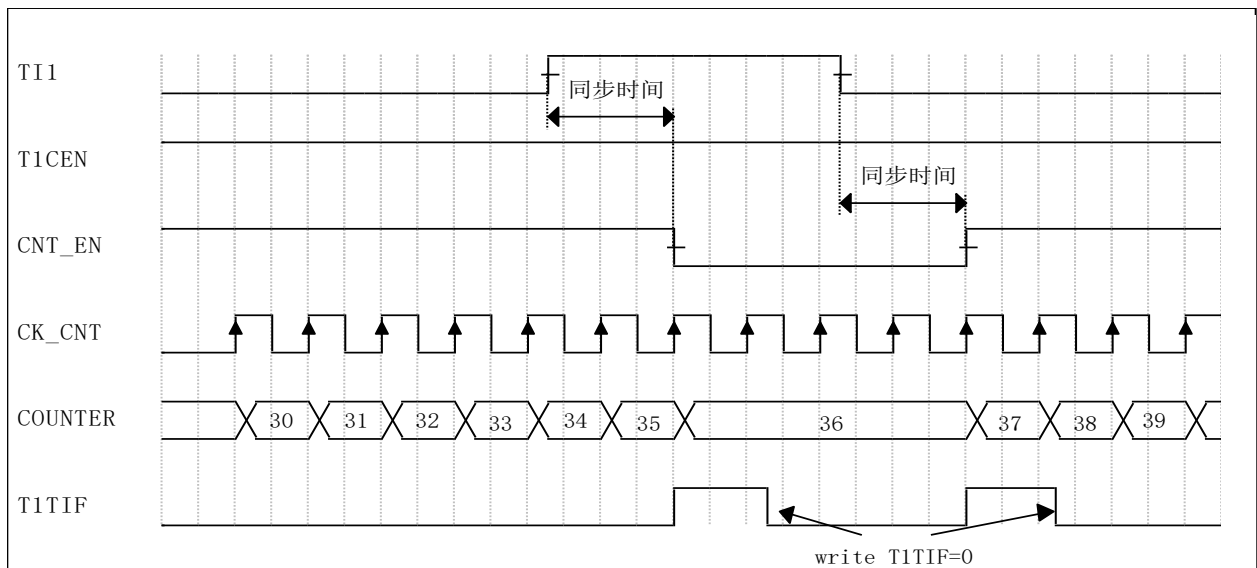 TI1
同步时间
T1CEN
同步时间
CNT_EN
CK_CNT
COUNTER
30 31 32 33 34 35 36 37 38 39
T1TIF
write T1TIF=0